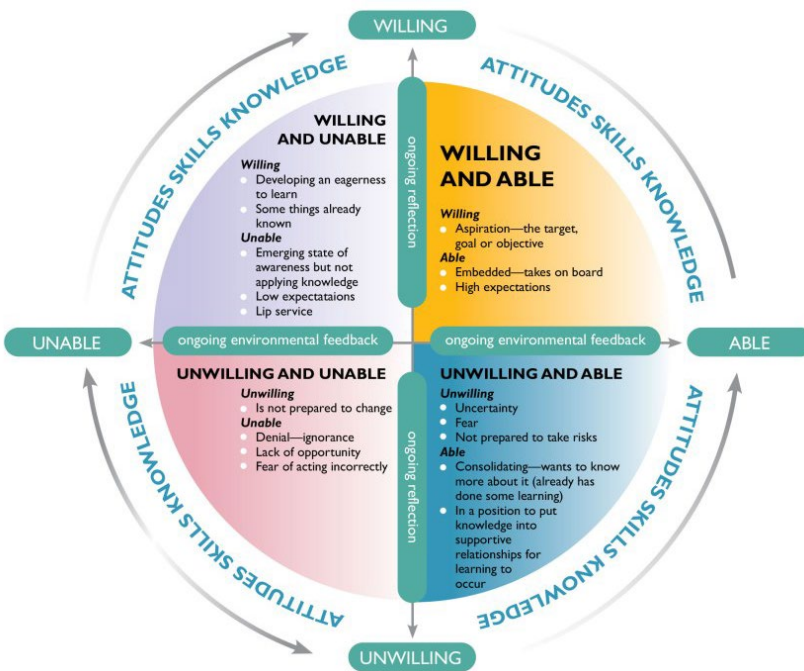 WILLING
ATTITUDES SKILLS KNOWLEDGE
ATTITUDES SKILLS KNOWLEDGE
WILLING
AND UNABLE
Willing
Developing an eagerness
to learn
Some things already
known
Unable
Emerging state of
awareness but not
applying knowledge
Low expectataions
Lip service
ongoing reflection
WILLING
AND ABLE
Willing
Aspiration—the target,
goal or objective
Able
Embedded—takes on board
High expectations
UNABLE
ongoing environmental feedback
ongoing environmental feedback
ABLE
UNWILLING AND UNABLE
Unwilling
Is not prepared to change
Unable
Denial—ignorance
Lack of opportunity
Fear of acting incorrectly
ongoing reflection
UNWILLING AND ABLE
Unwilling
Uncertainty
Fear
Not prepared to take risks
Able
Consolidating—wants to know
more about it (already has
done some learning)
In a position to put
knowledge into
supportive
relationships for
learning to
occur
ATTITUDES SKILLS KNOWLEDGE
ATTITUDES SKILLS KNOWLEDGE
UNWILLING